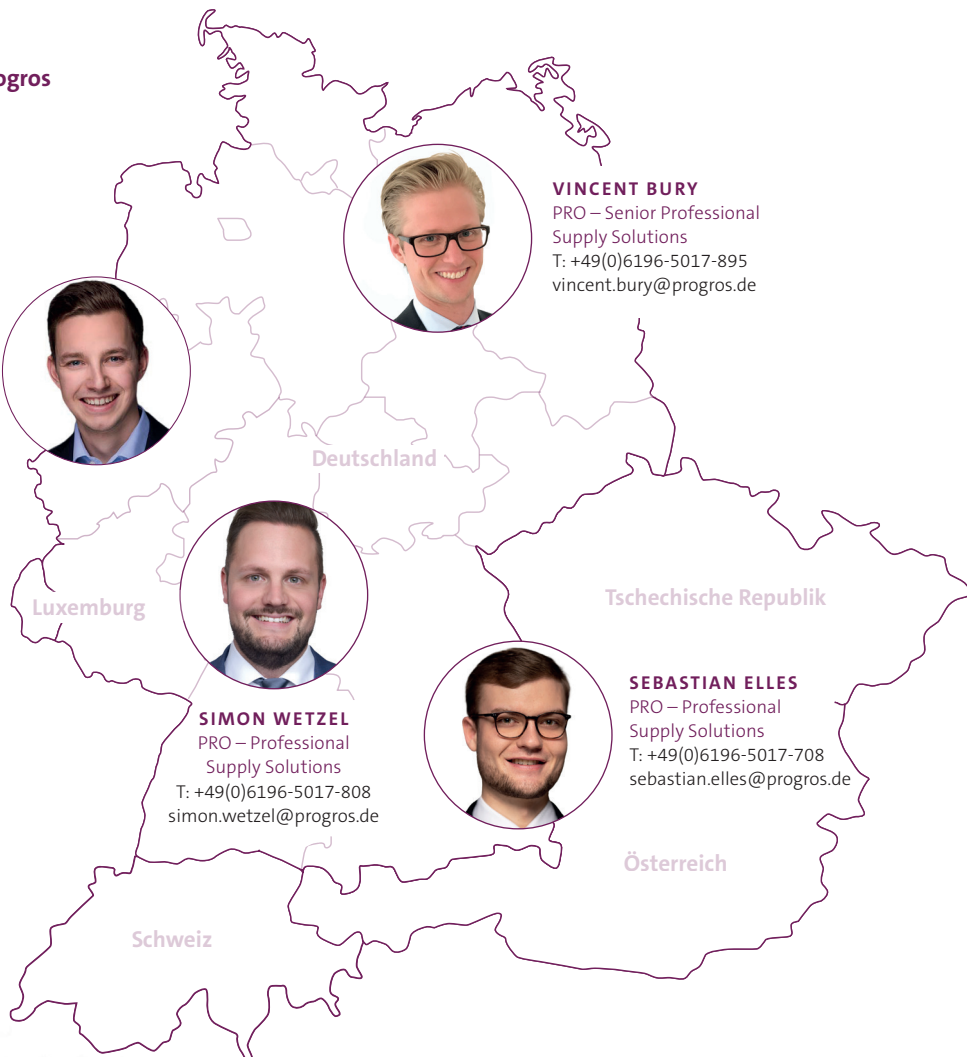 VINCENT BURY
PRO – Senior Professional
Supply Solutions
T: +49(0)6196-5017-895
vincent.bury@progros.de
Deutschland
Luxemburg
Tschechische Republik
SIMON WETZEL
PRO – Professional
Supply Solutions
T: +49(0)6196-5017-808
simon.wetzel@progros.de
SEBASTIAN ELLES
PRO – Professional
Supply Solutions
T: +49(0)6196-5017-708
sebastian.elles@progros.de
Österreich
Schweiz